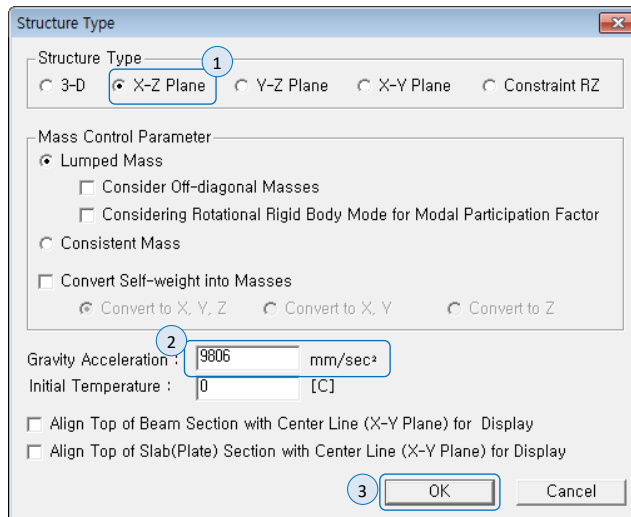 Structure Type
Structure Type
1
3-D X-Z Plane Y-Z Plane X-Y Plane Constraint RZ
Mass Control Parameter
Lumped Mass
Consider Off-diagonal Masses
Considering Rotational Rigid Body Mode for Modal Participation Factor
Consistent Mass
Convert Self-weight into Masses
Convert to X, Y, Z Convert to X, Y Convert to Z
2
Gravity Acceleration : 9806 mm/sec²
Initial Temperature : 0 [C]
Align Top of Beam Section with Center Line (X-Y Plane) for Display
Align Top of Slab(Plate) Section with Center Line (X-Y Plane) for Display
3 OK Cancel